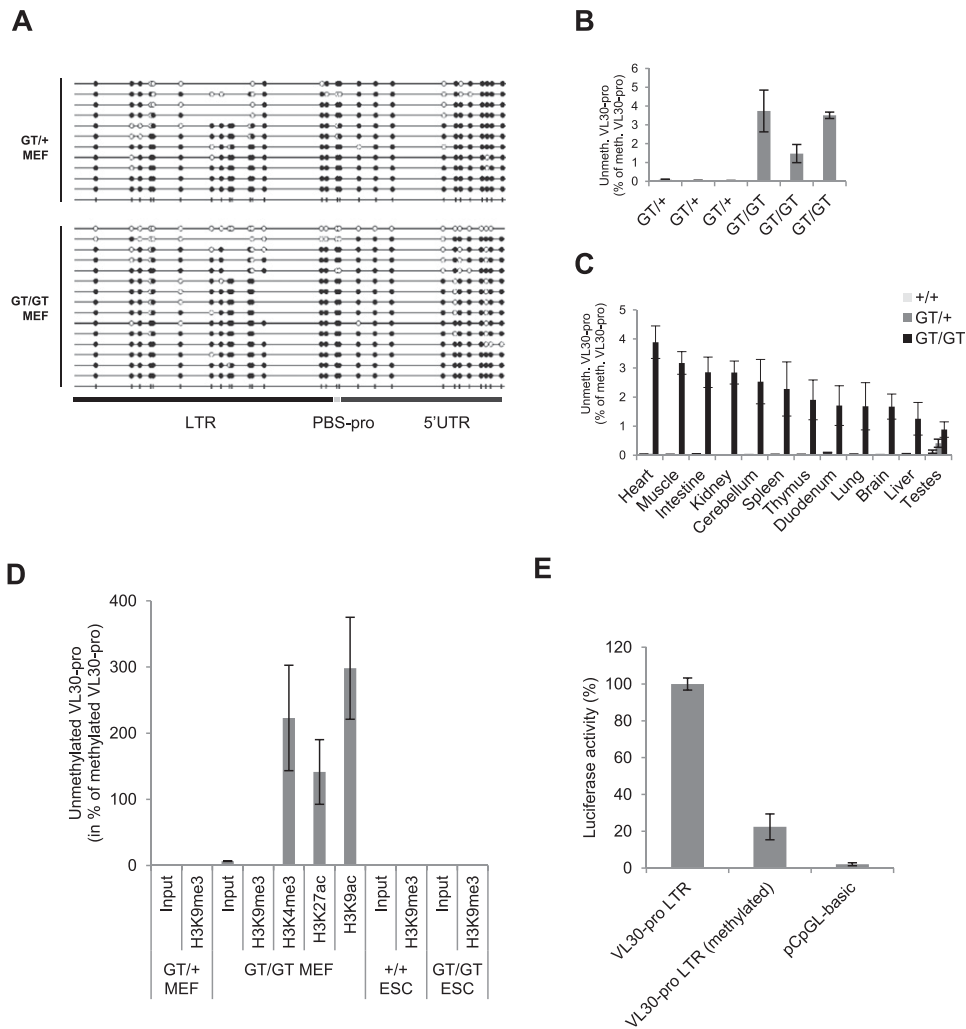 A
GT/+
MEF
GT/GT
MEF
LTR
PBS-pro
5'UTR
B
Unmeth. VL30-pro
(% of meth. VL30-pro)
6
5
4
3
2
1
0
GT/+
GT/+
GT/+
GT/GT
GT/GT
GT/GT
C
+/+
GT/+
GT/GT
Unmeth. VL30-pro
(% of meth. VL30-pro)
5
4
3
2
1
0
Heart
Muscle
Intestine
Kidney
Cerebellum
Spleen
Thymus
Duodenum
Lung
Brain
Liver
Testes
D
Unmethylated VL30-pro
(in % of methylated VL30-pro)
400
300
200
100
0
Input
H3K9me3
Input
H3K9me3
H3K4me3
H3K27ac
H3K9ac
Input
H3K9me3
Input
H3K9me3
GT/+
MEF
GT/GT MEF
+/+
ESC
GT/GT
ESC
E
Luciferase activity (%)
120
100
80
60
40
20
0
VL30-pro LTR
VL30-pro LTR (methylated)
pCpGL-basic